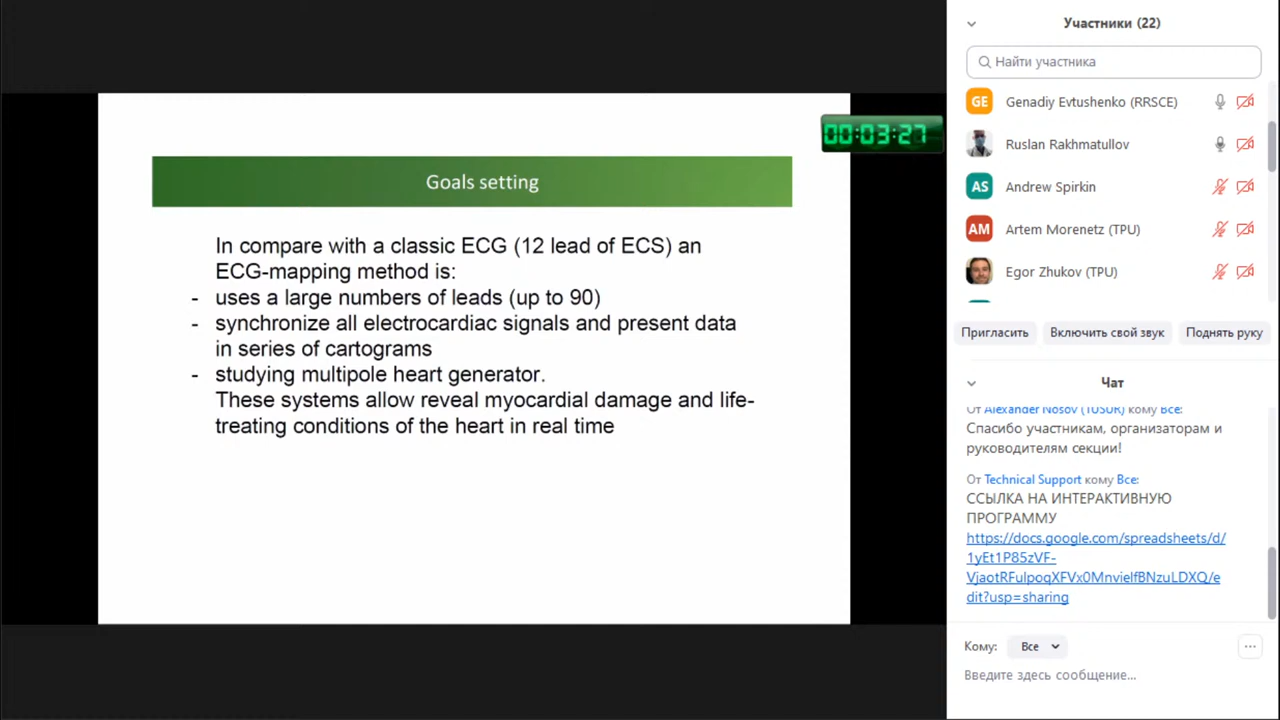 00:03:27
Goals setting
In compare with a classic ECG (12 lead of ECS) an
ECG-mapping method is:
- uses a large numbers of leads (up to 90)
- synchronize all electrocardiac signals and present data
in series of cartograms
- studying multipole heart generator.
These systems allow reveal myocardial damage and life-
treating conditions of the heart in real time
Участники (22)
Найти участника
GE Genadiy Evtushenko (RRSCE)
Ruslan Rakhmatullov
AS Andrew Spirkin
AM Artem Morenetz (TPU)
Egor Zhukov (TPU)
Пригласить Включить свой звук Поднять руку
Чат
От Alexander Nosov (TUSUR) кому Все:
Спасибо участникам, организаторам и
руководителям секции!
От Technical Support кому Все:
ССЫЛКА НА ИНТЕРАКТИВНУЮ
ПРОГРАММУ
https://docs.google.com/spreadsheets/d/
1yEt1P85zVF-
VjaotRFulpoqXFVx0MnvielfBNzuLDXQ/e
dit?usp=sharing
Кому: Все
Введите здесь сообщение...